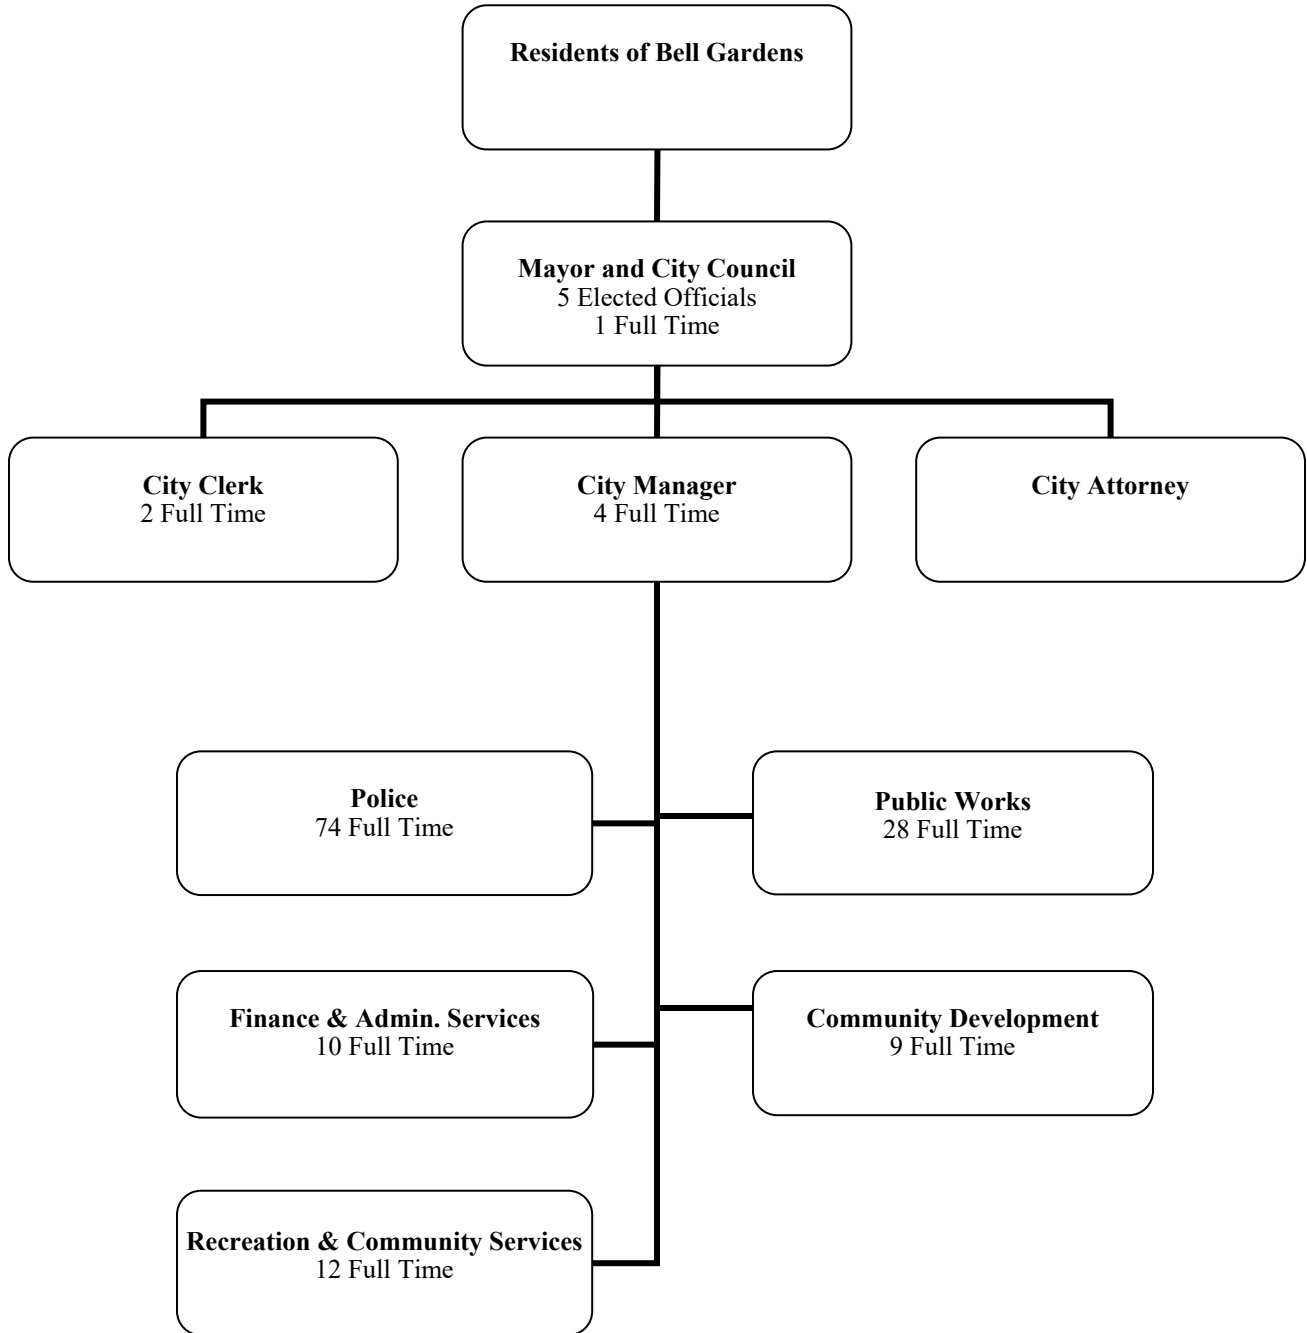 Residents of Bell Gardens
Mayor and City Council
5 Elected Officials
1 Full Time
City Clerk
2 Full Time
City Manager
4 Full Time
City Attorney
Police
74 Full Time
Public Works
28 Full Time
Finance & Admin. Services
10 Full Time
Community Development
9 Full Time
Recreation & Community Services
12 Full Time